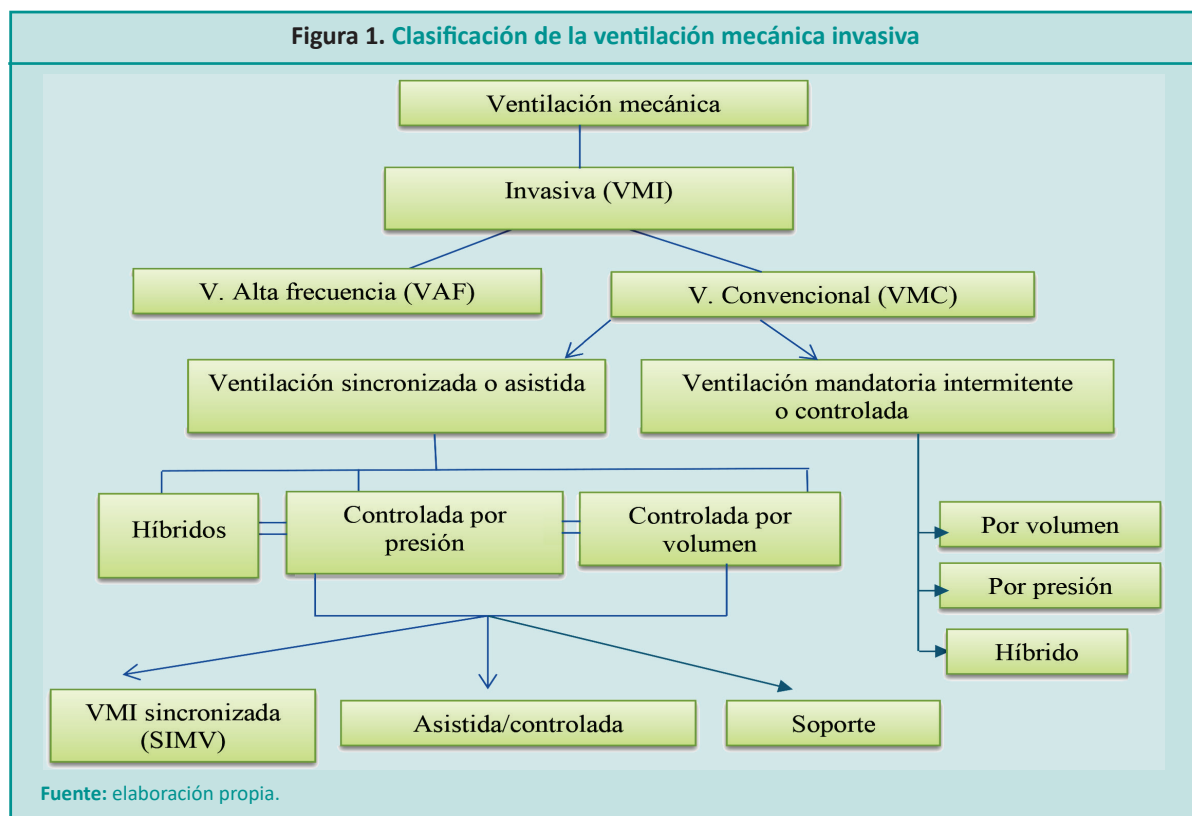 Figura 1. Clasificación de la ventilación mecánica invasiva
Ventilación mecánica
Invasiva (VMI)
V. Alta frecuencia (VAF)
V. Convencional (VMC)
Ventilación sincronizada o asistida
Ventilación mandatoria intermitente
o controlada
Híbridos
Controlada por
presión
Controlada por
volumen
Por volumen
Por presión
Híbrido
VMI sincronizada
(SIMV)
Asistida/controlada
Soporte
Fuente: elaboración propia.